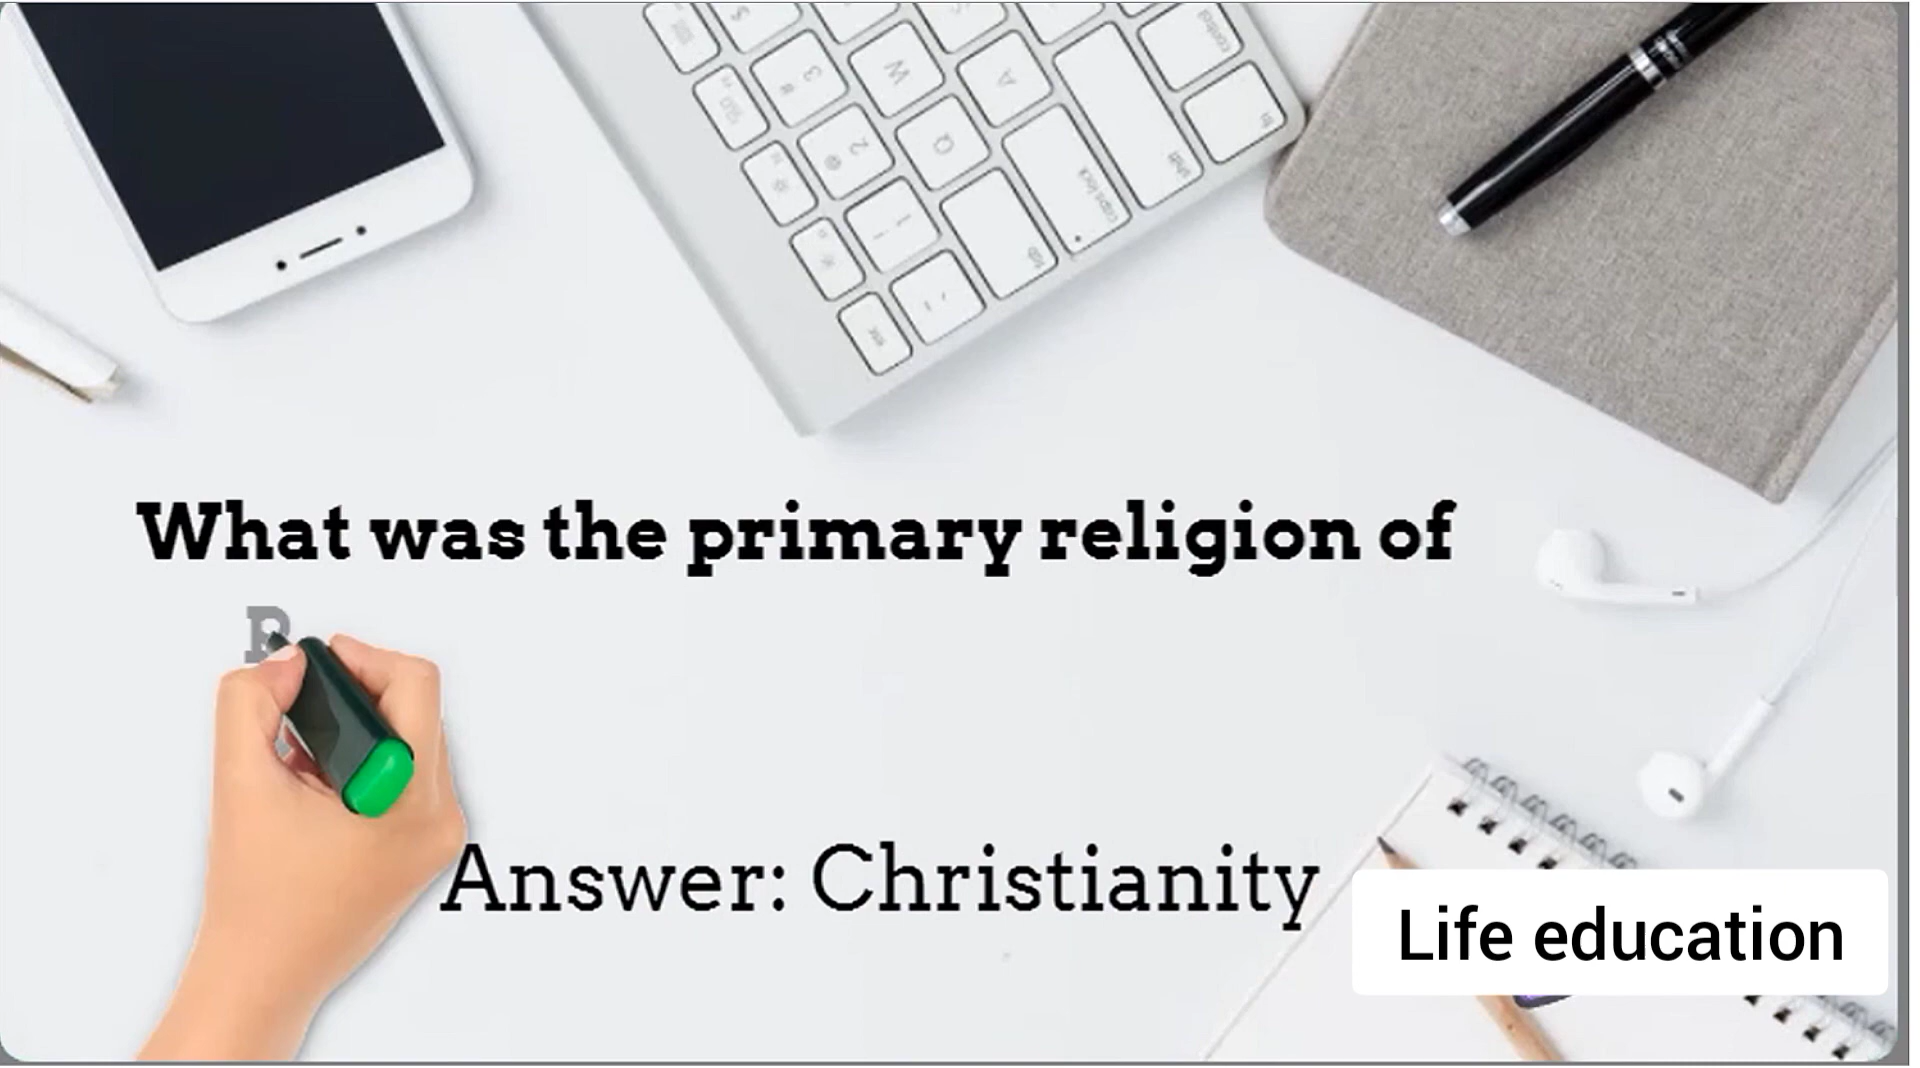 What was the primary religion of
Answer: Christianity
Life education